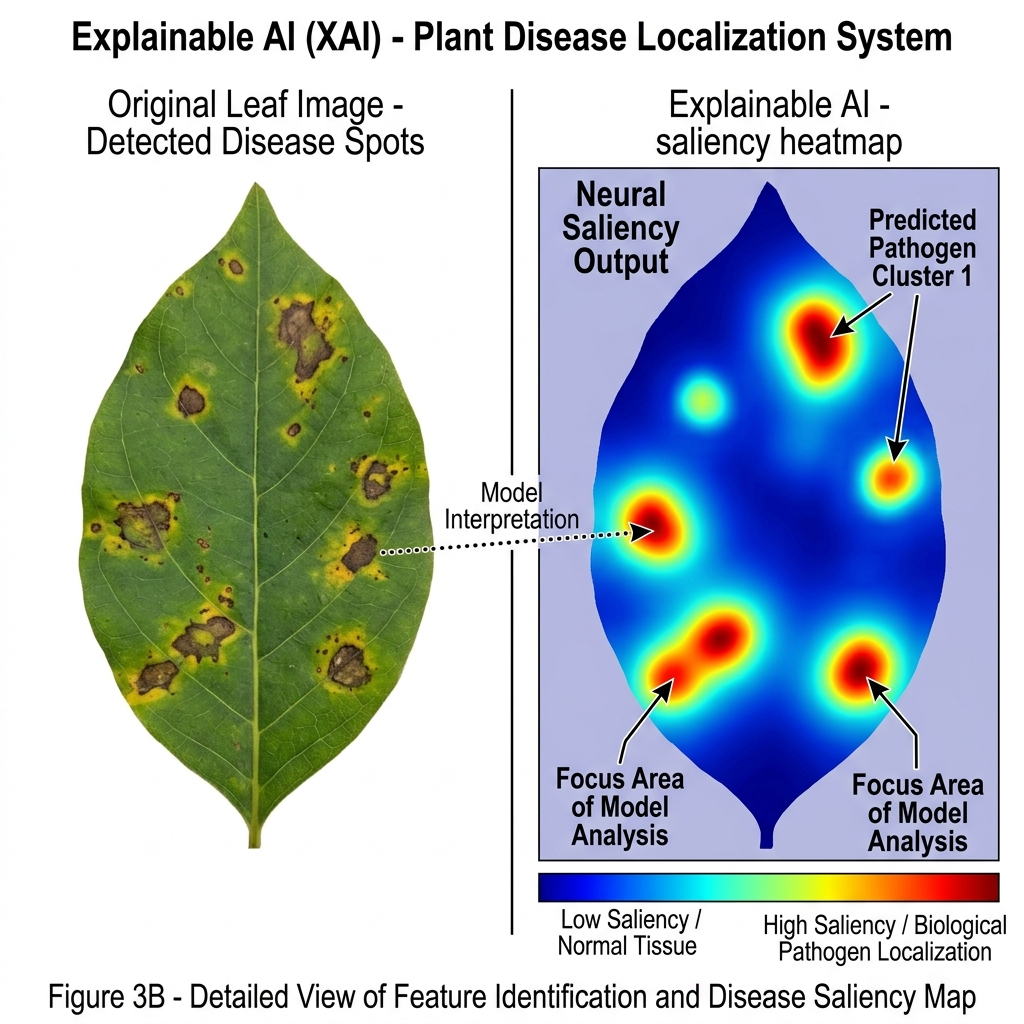 Explainable AI (XAI) - Plant Disease Localization System
Original Leaf Image -
Detected Disease Spots
Explainable AI -
saliency heatmap
Neural
Saliency
Output
Predicted
Pathogen
Cluster 1
Model
Interpretation
Focus Area
of Model
Analysis
Focus Area
of Model
Analysis
Low Saliency /
Normal Tissue
High Saliency / Biological
Pathogen Localization
Figure 3B - Detailed View of Feature Identification and Disease Saliency Map